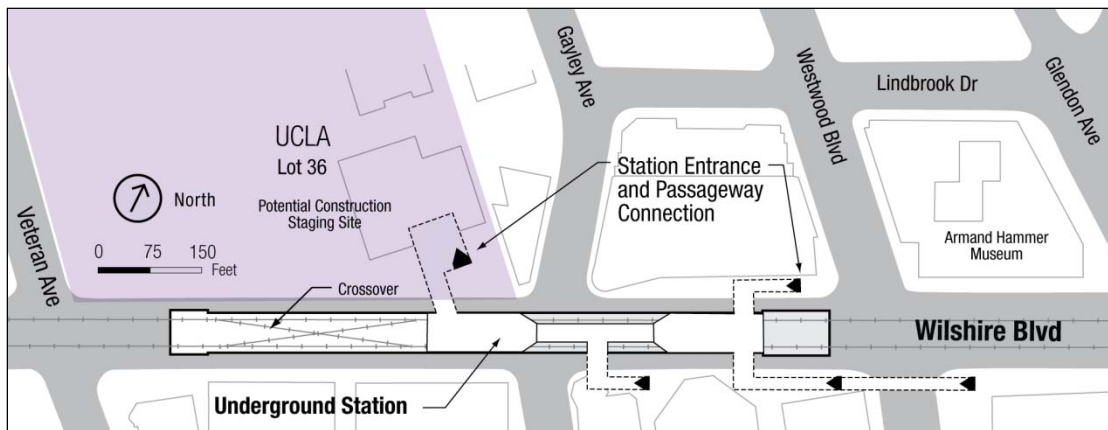 Gayley Ave
Westwood Blvd
Lindbrook Dr
Glendon Ave
UCLA
Lot 36
Potential Construction
Staging Site
North
0 75 150
Feet
Veteran Ave
Crossover
Station Entrance
and Passageway
Connection
Armand Hammer
Museum
Wilshire Blvd
Underground Station